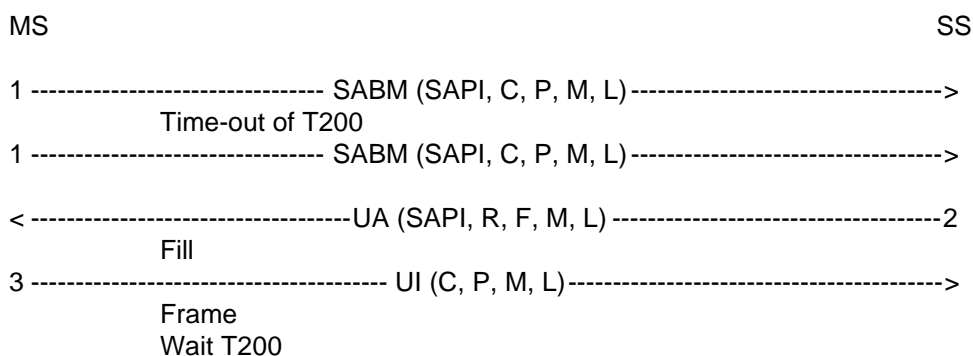 MS SS
1 --------------------------------- SABM (SAPI, C, P, M, L)----------------------------------->
Time-out of T200
1 --------------------------------- SABM (SAPI, C, P, M, L)----------------------------------->
< ------------------------------------UA (SAPI, R, F, M, L) -------------------------------------2
Fill
3 ---------------------------------------- UI (C, P, M, L)------------------------------------------>
Frame
Wait T200